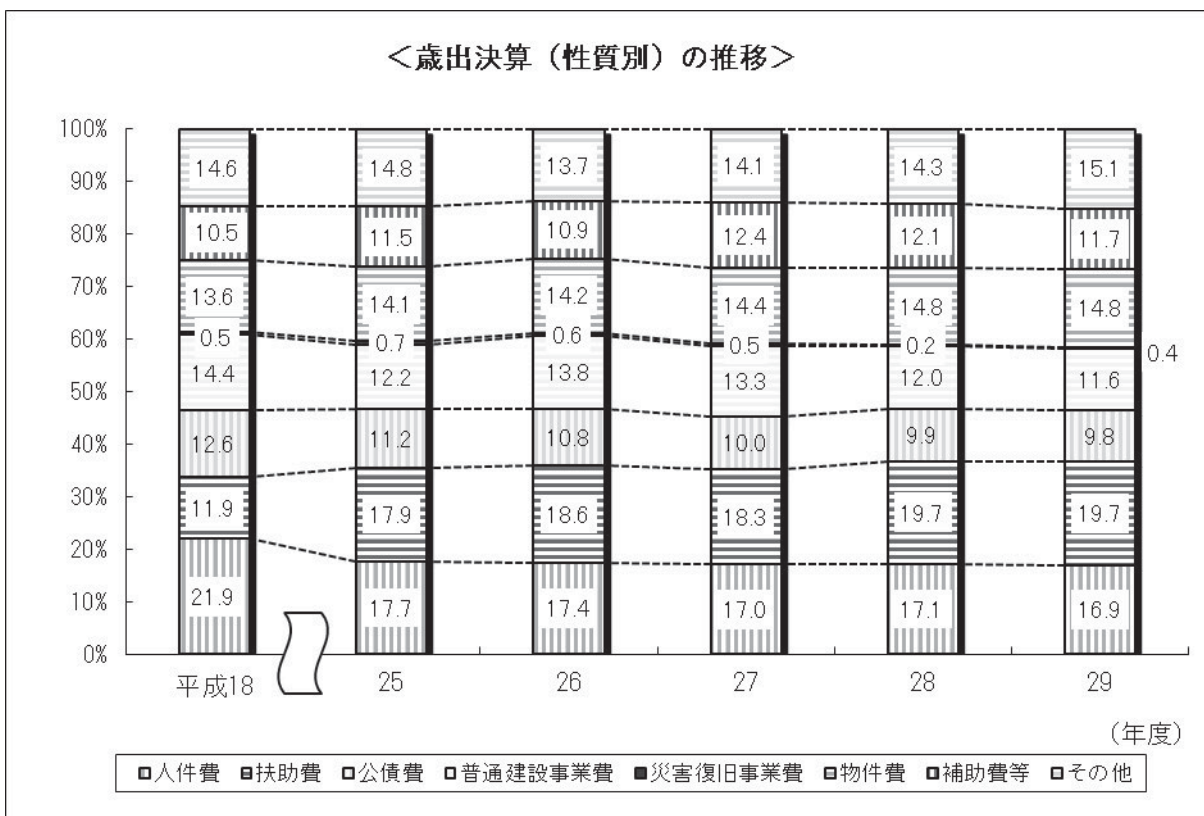 ＜歳出決算（性質別）の推移＞
100%
90%
80%
70%
60%
50%
40%
30%
20%
10%
0%
14.6 14.8 13.7 14.1 14.3 15.1
10.5 11.5 10.9 12.4 12.1 11.7
13.6 14.1 14.2 14.4 14.8 14.8
0.5 0.7 0.6 0.5 0.2 0.4
14.4 12.2 13.8 13.3 12.0 11.6
12.6 11.2 10.8 10.0 9.9 9.8
11.9 17.9 18.6 18.3 19.7 19.7
21.9 17.7 17.4 17.0 17.1 16.9
平成18 25 26 27 28 29
（年度）
人件費 扶助費 公債費 普通建設事業費 災害復旧事業費 物件費 補助費等 その他